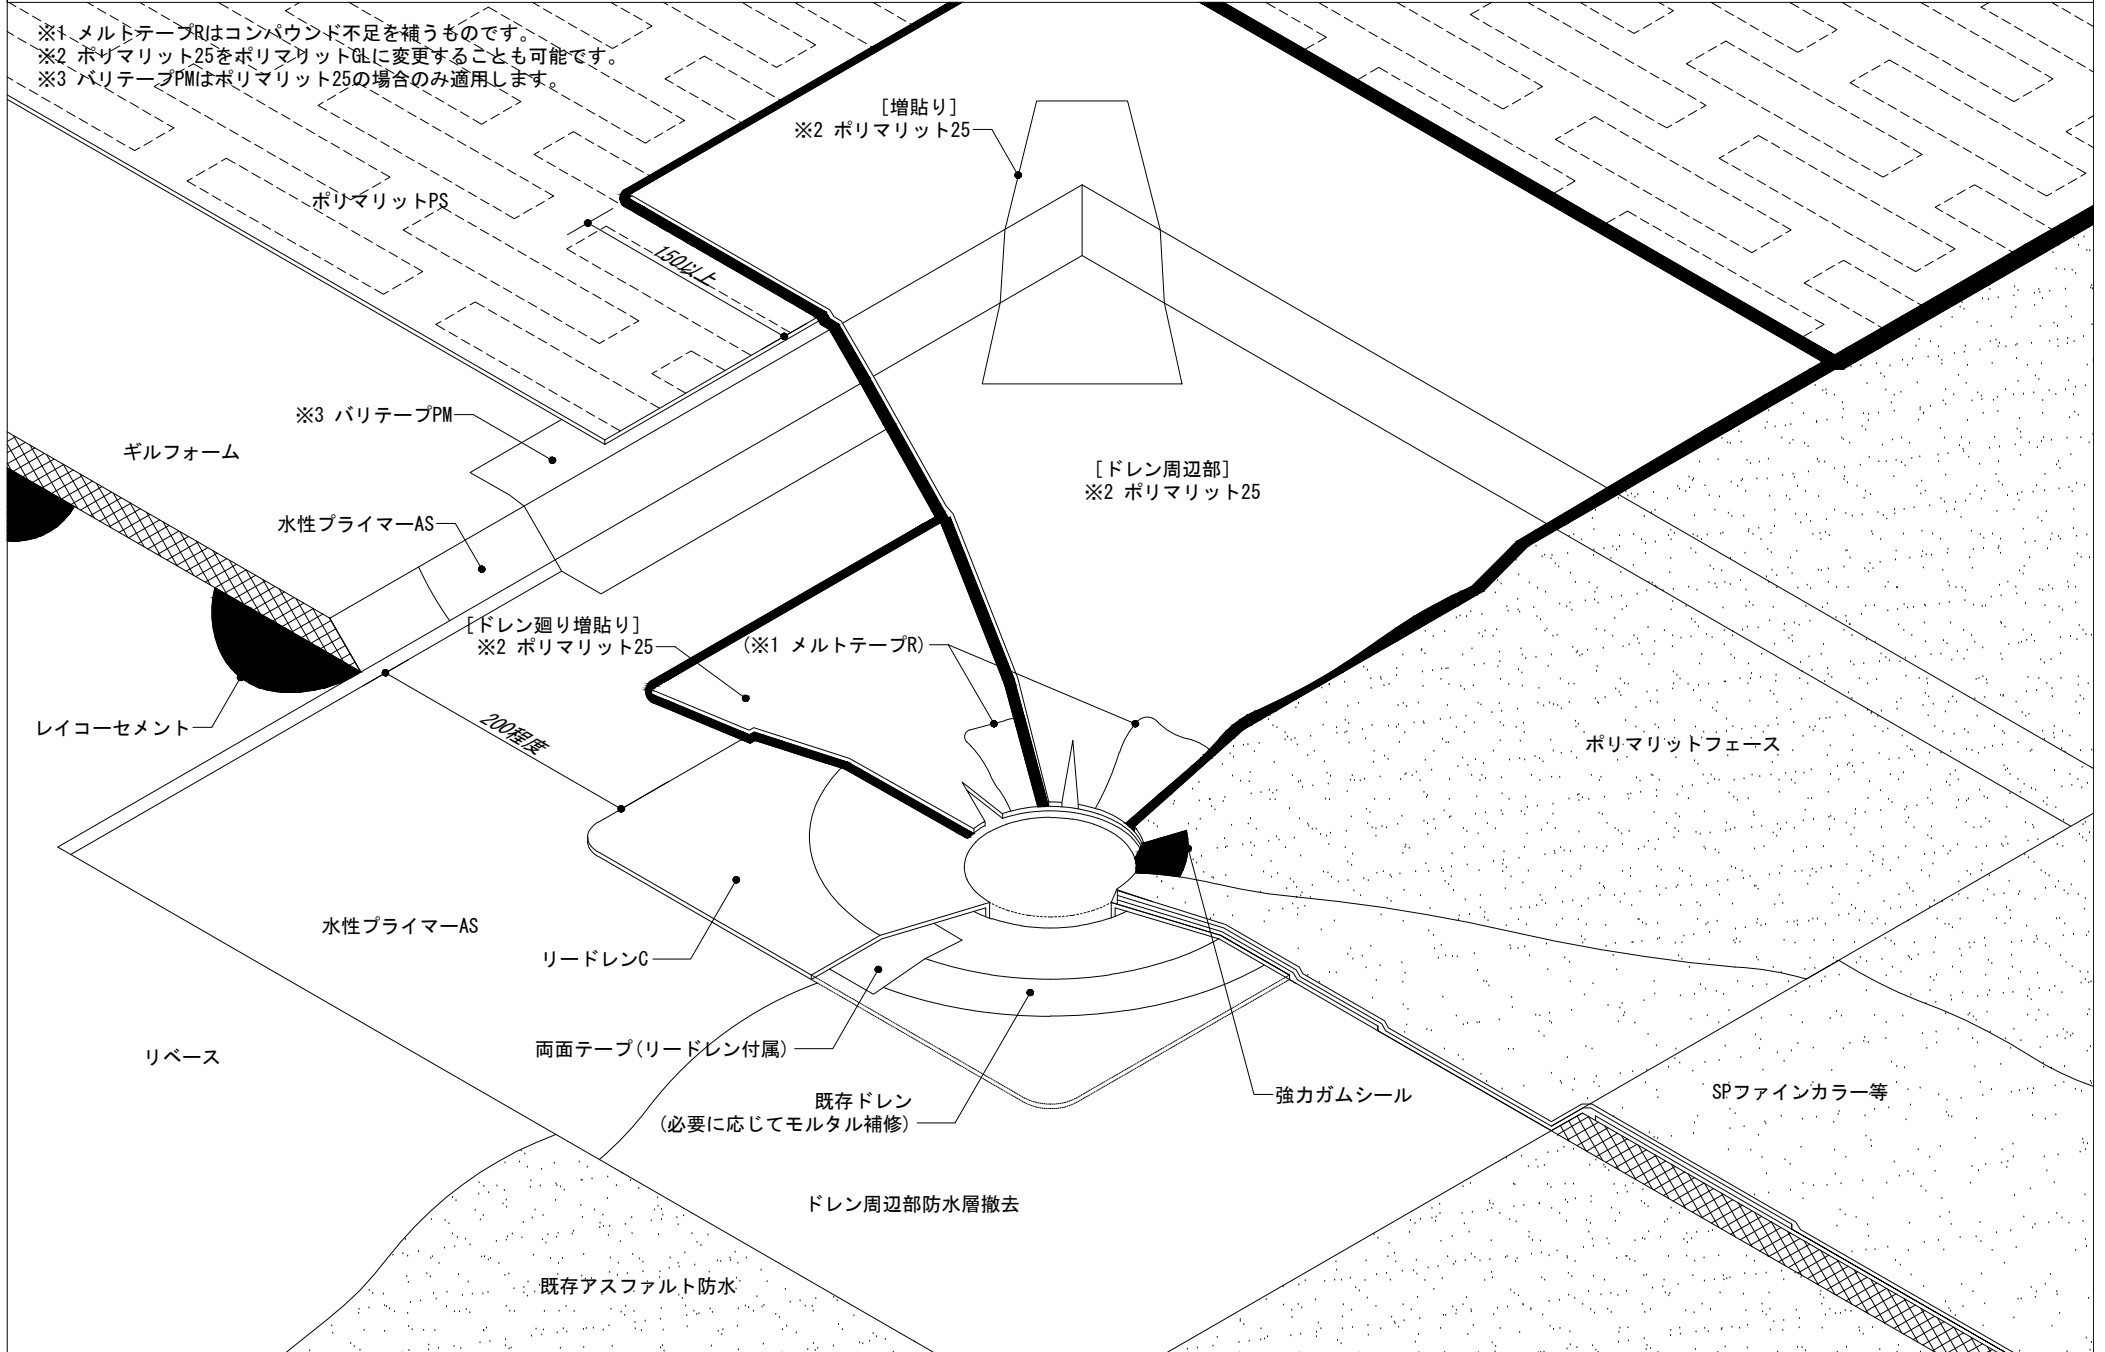 ※1 メルトテープRはコンパウンド不足を補うものです。
※2 ポリマリット25をポリマリットGLに変更することも可能です。
※3 バリテープPMはポリマリット25の場合のみ適用します。
[増貼り]
※2 ポリマリット25
ポリマリットPS
150以上
※3 バリテープPM
ギルフォーム
[ドレン周辺部]
※2 ポリマリット25
水性プライマーAS
[ドレン廻り増貼り]
※2 ポリマリット25
(※1 メルトテープR)
レイコーセメント
200程度
ポリマリットフェース
水性プライマーAS
リードレンC
両面テープ(リードレン付属)
リベース
既存ドレン
(必要に応じてモルタル補修)
強力ガムシール
SPファインカラー等
ドレン周辺部防水層撤去
既存アスファルト防水